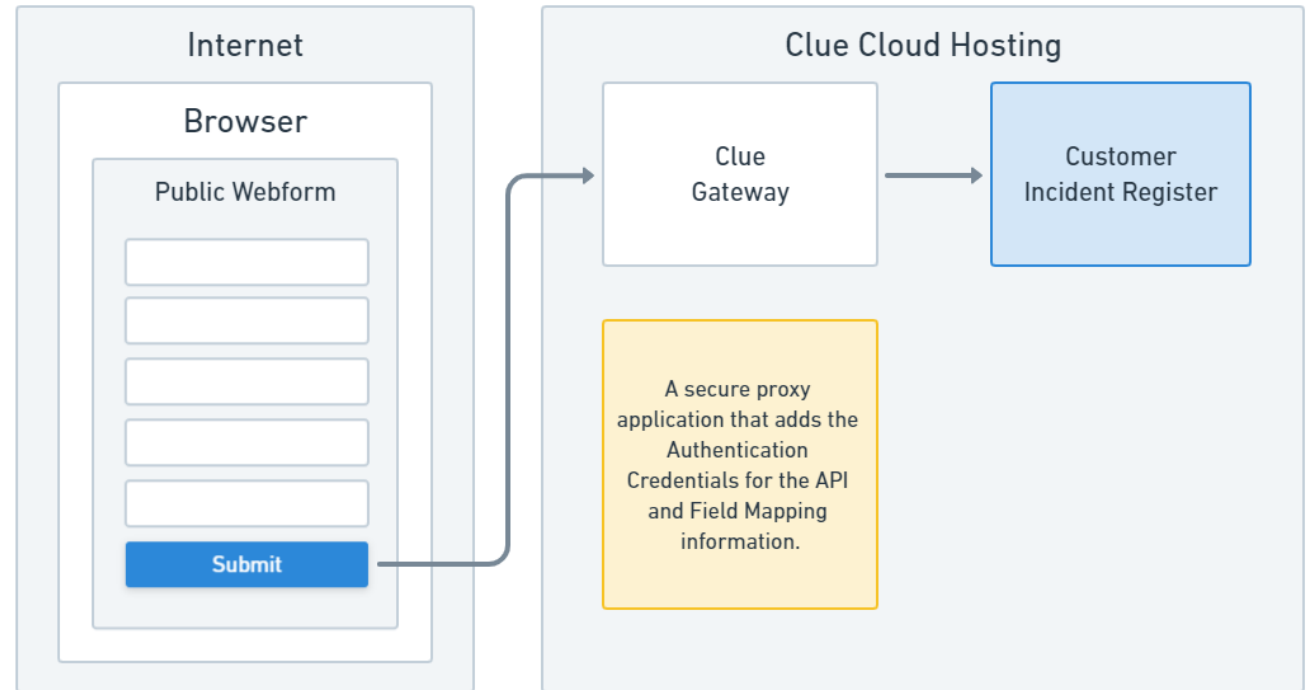 Internet
Browser
Public Webform
Submit
Clue Cloud Hosting
Clue
Gateway
Customer
Incident Register
A secure proxy
application that adds the
Authentication
Credentials for the API
and Field Mapping
information.